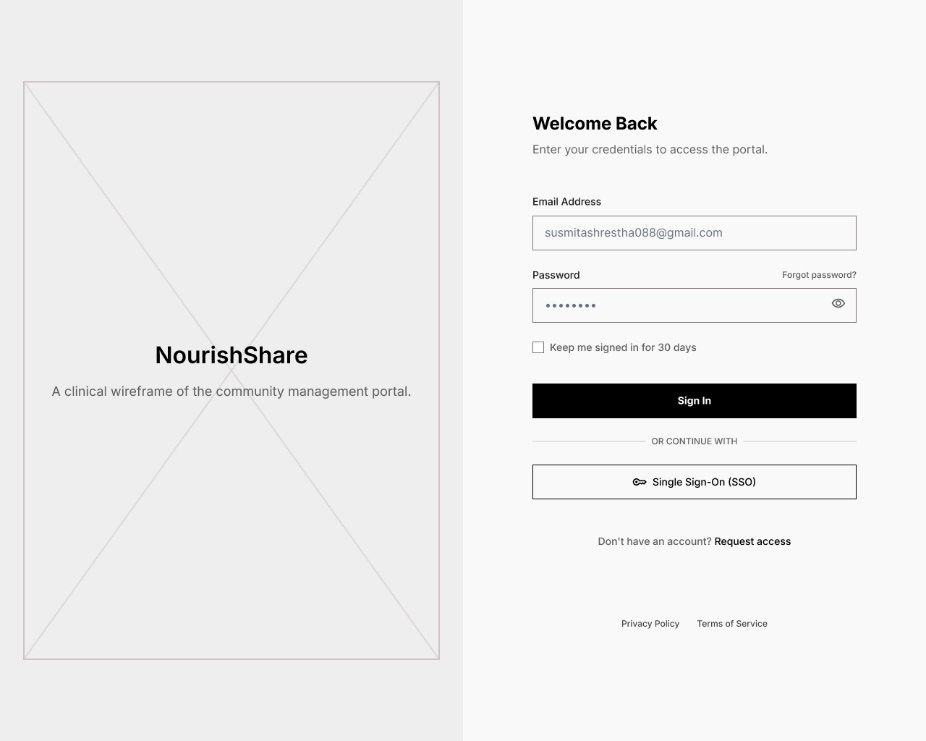 NourishShare
A clinical wireframe of the community management portal.
Welcome Back
Enter your credentials to access the portal.
Email Address
susmitashrestha088@gmail.com
Password
Forgot password?
••••••••
Keep me signed in for 30 days
Sign In
OR CONTINUE WITH
Single Sign-On (SSO)
Don't have an account? Request access
Privacy Policy
Terms of Service